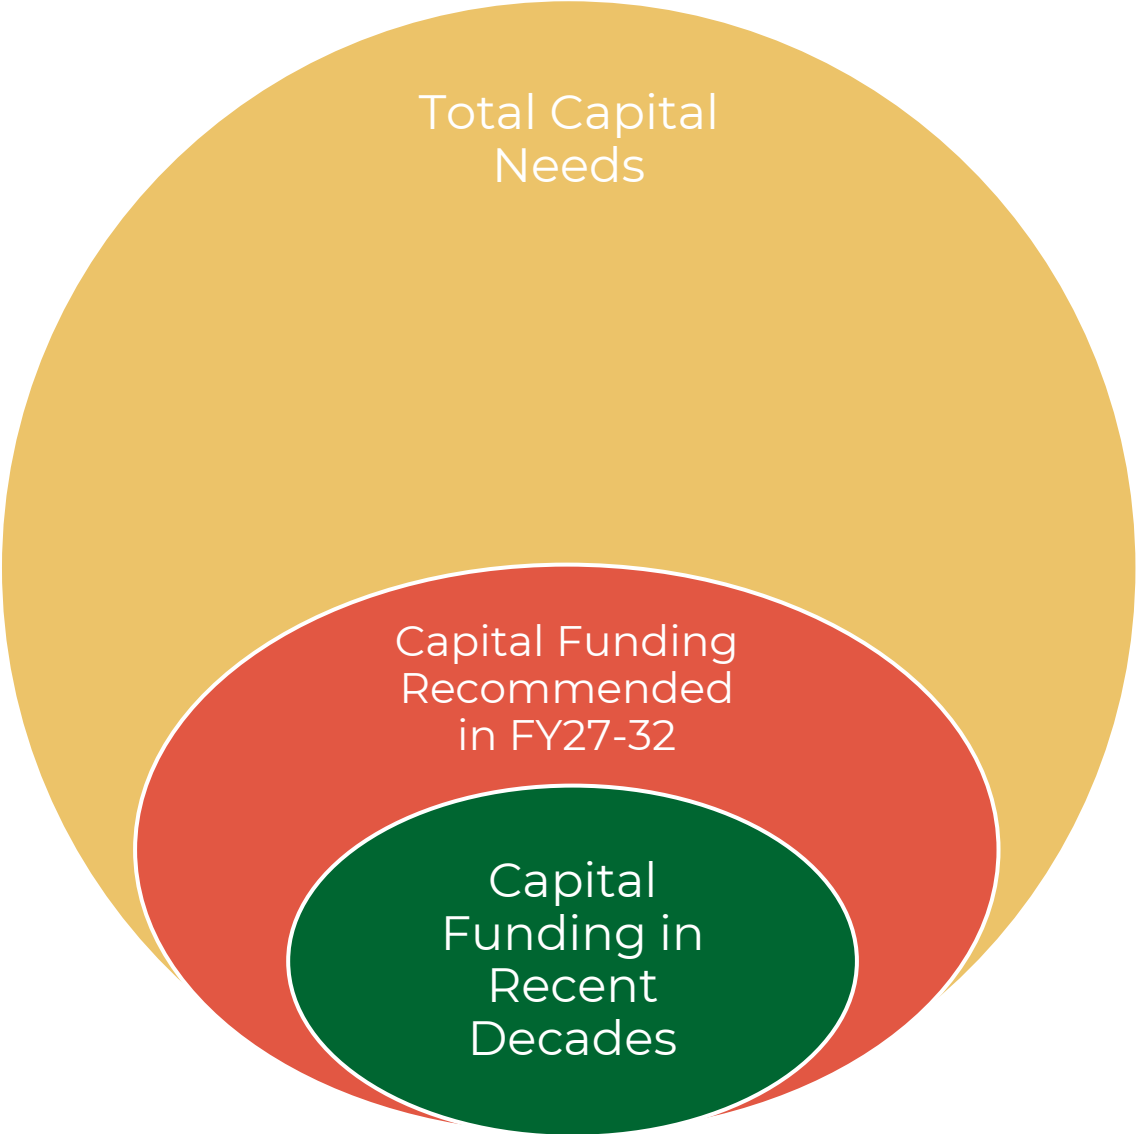 Total Capital
Needs
Capital Funding
Recommended
in FY27-32
Capital
Funding in
Recent
Decades